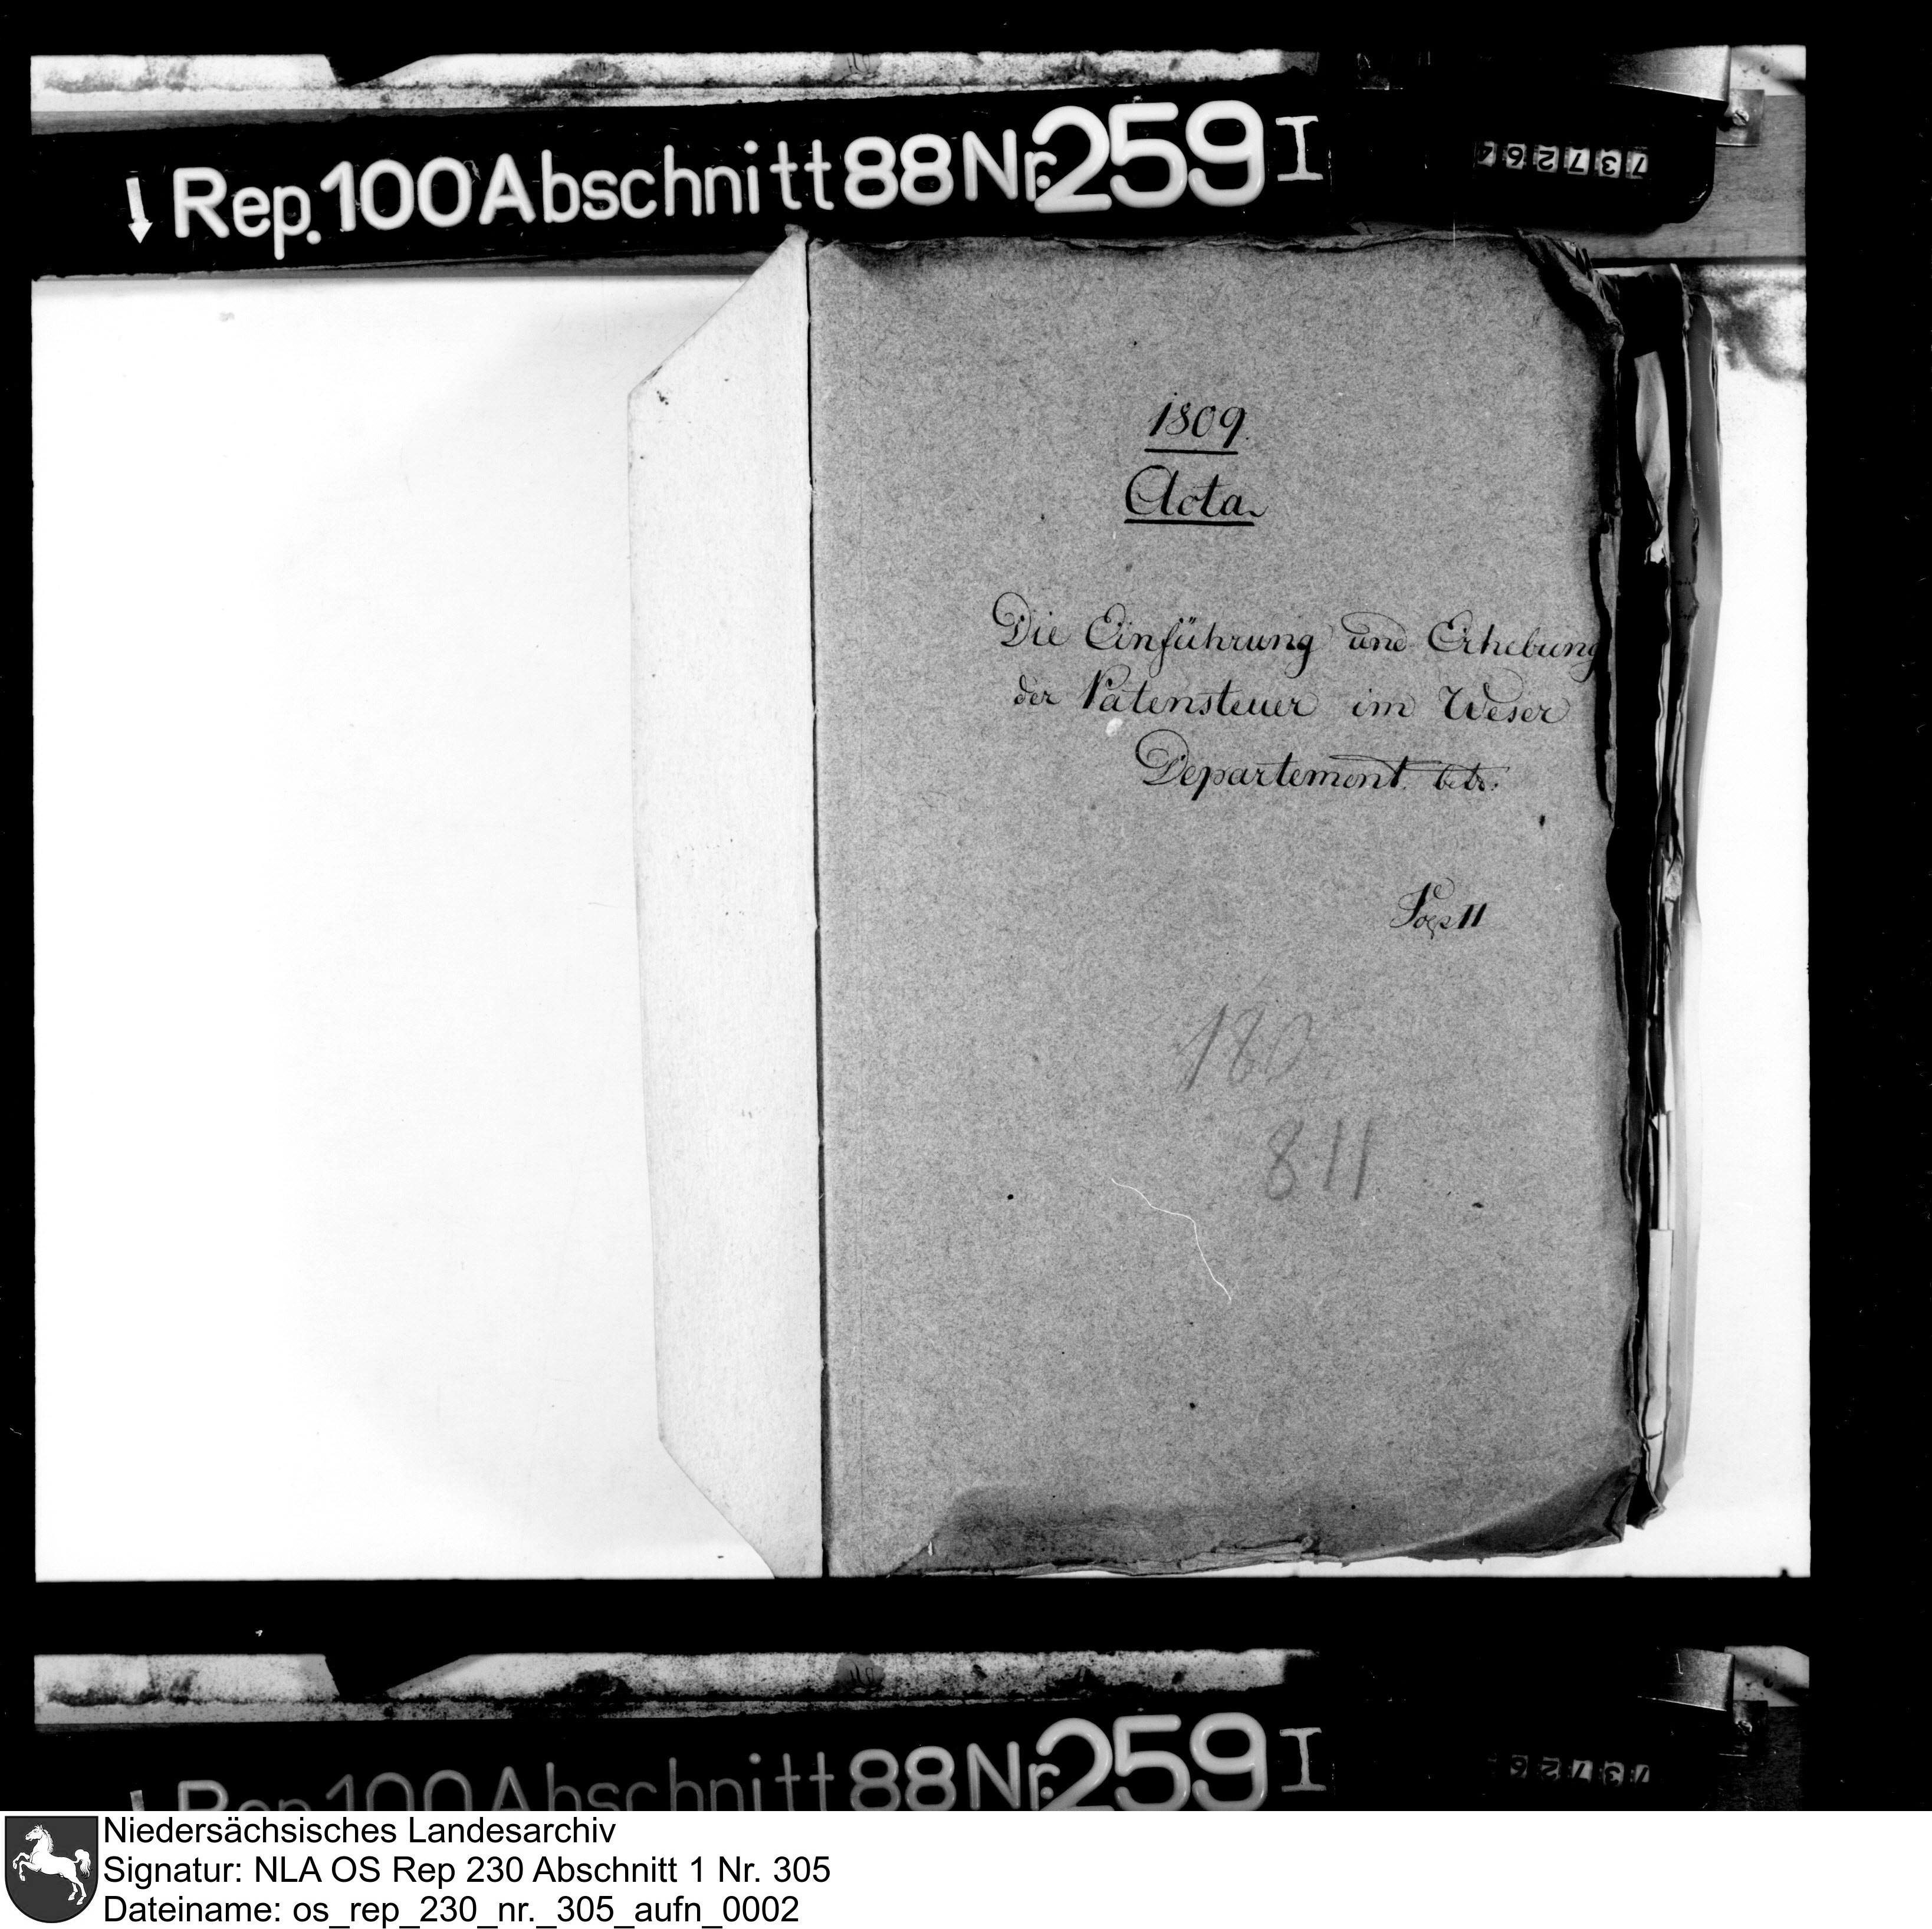 Rep. 100 Abschnitt 88 Nr. 259 I
737264
1809.
Acta.
Die Einführung und Erhebung
der Patensteuer im Weser
Departement. betr:
11
180
811
Rep. 100 Abschnitt 88 Nr. 259 I
Niedersächsisches Landesarchiv
Signatur: NLA OS Rep 230 Abschnitt 1 Nr. 305
Dateiname: os_rep_230_nr._305_aufn_0002